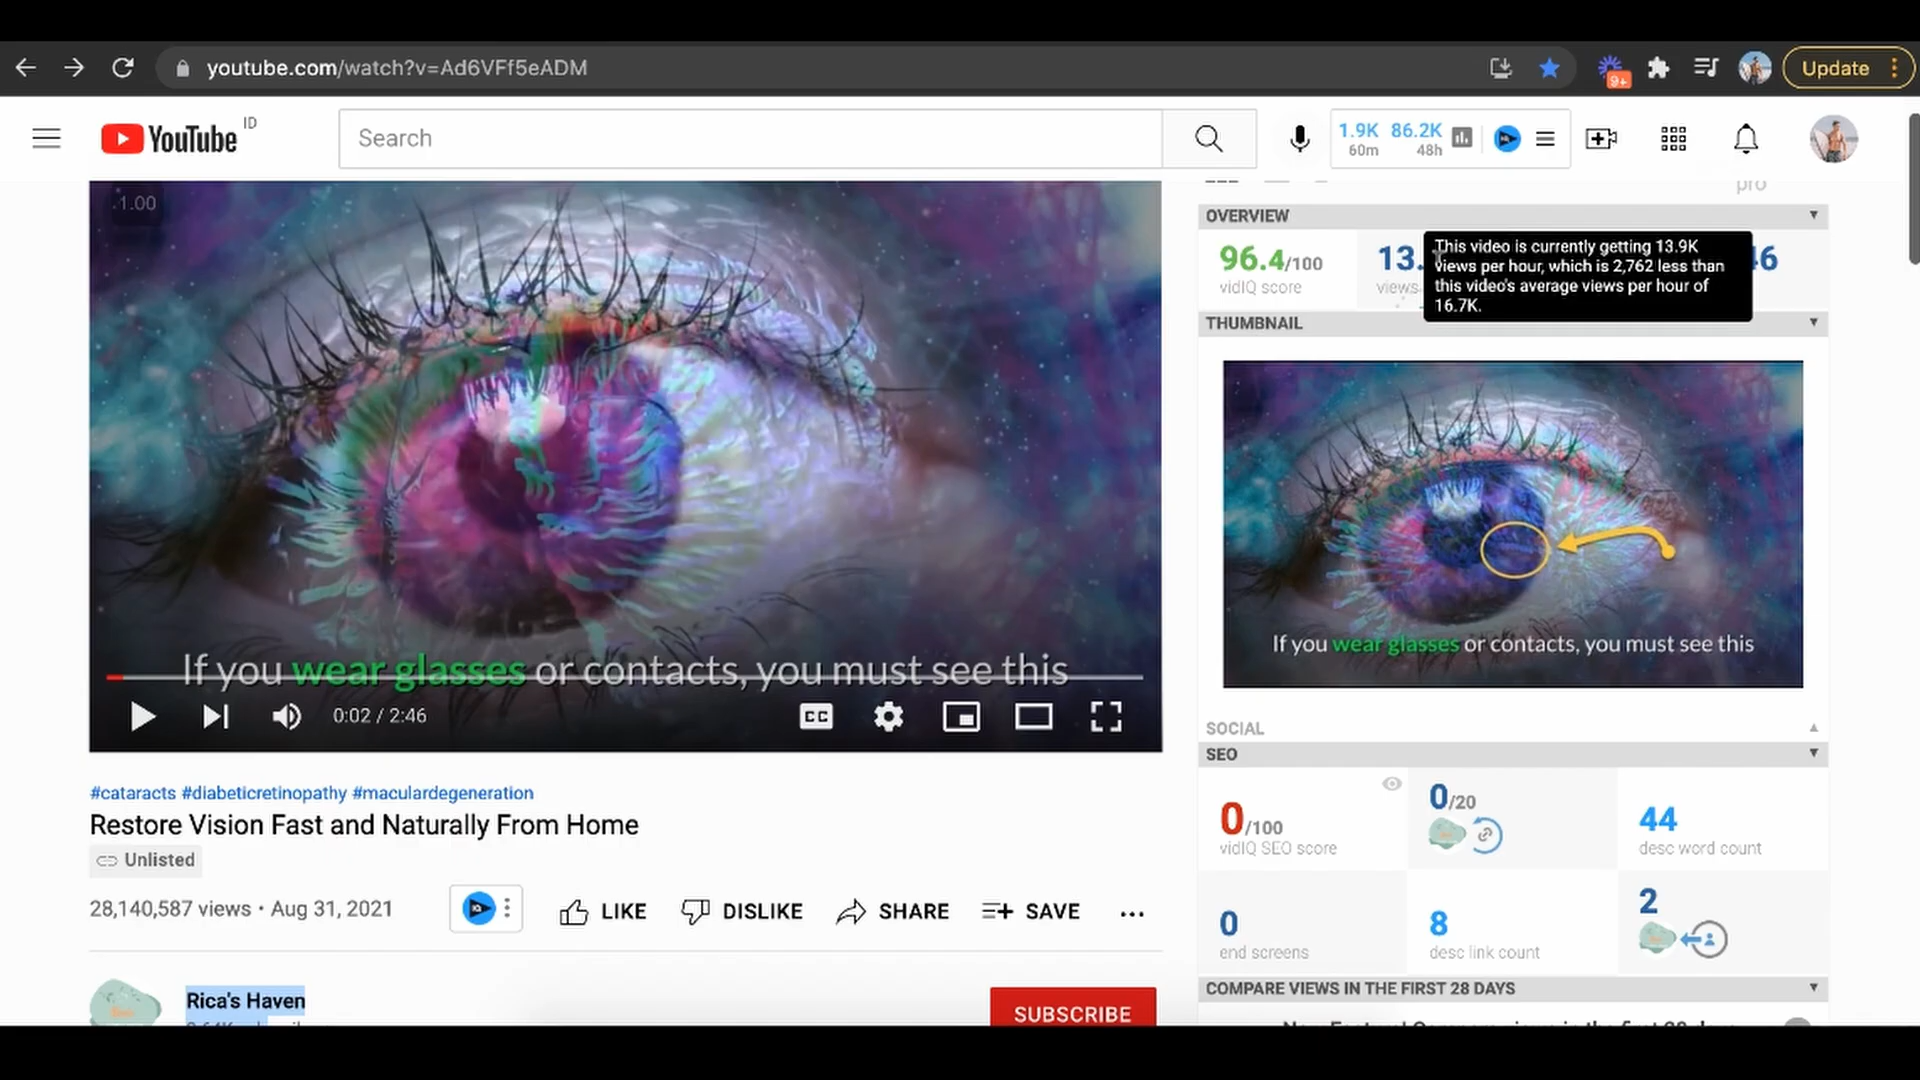 youtube.com/watch?v=Ad6VFf5eADM
9+
Update
YouTube ID
Search
1.9K 86.2K
60m 48h
1.00
If you wear glasses or contacts, you must see this
0:02 / 2:46
CC
#cataracts #diabeticretinopathy #maculardegeneration
Restore Vision Fast and Naturally From Home
Unlisted
28,140,587 views • Aug 31, 2021
LIKE DISLIKE SHARE SAVE
Rica's Haven
SUBSCRIBE
pro
OVERVIEW
96.4/100
vidIQ score
13.
views
This video is currently getting 13.9K
views per hour, which is 2,762 less than
this video's average views per hour of
16.7K.
46
THUMBNAIL
If you wear glasses or contacts, you must see this
SOCIAL
SEO
0/100
vidIQ SEO score
0/20
44
desc word count
0
end screens
8
desc link count
2
COMPARE VIEWS IN THE FIRST 28 DAYS